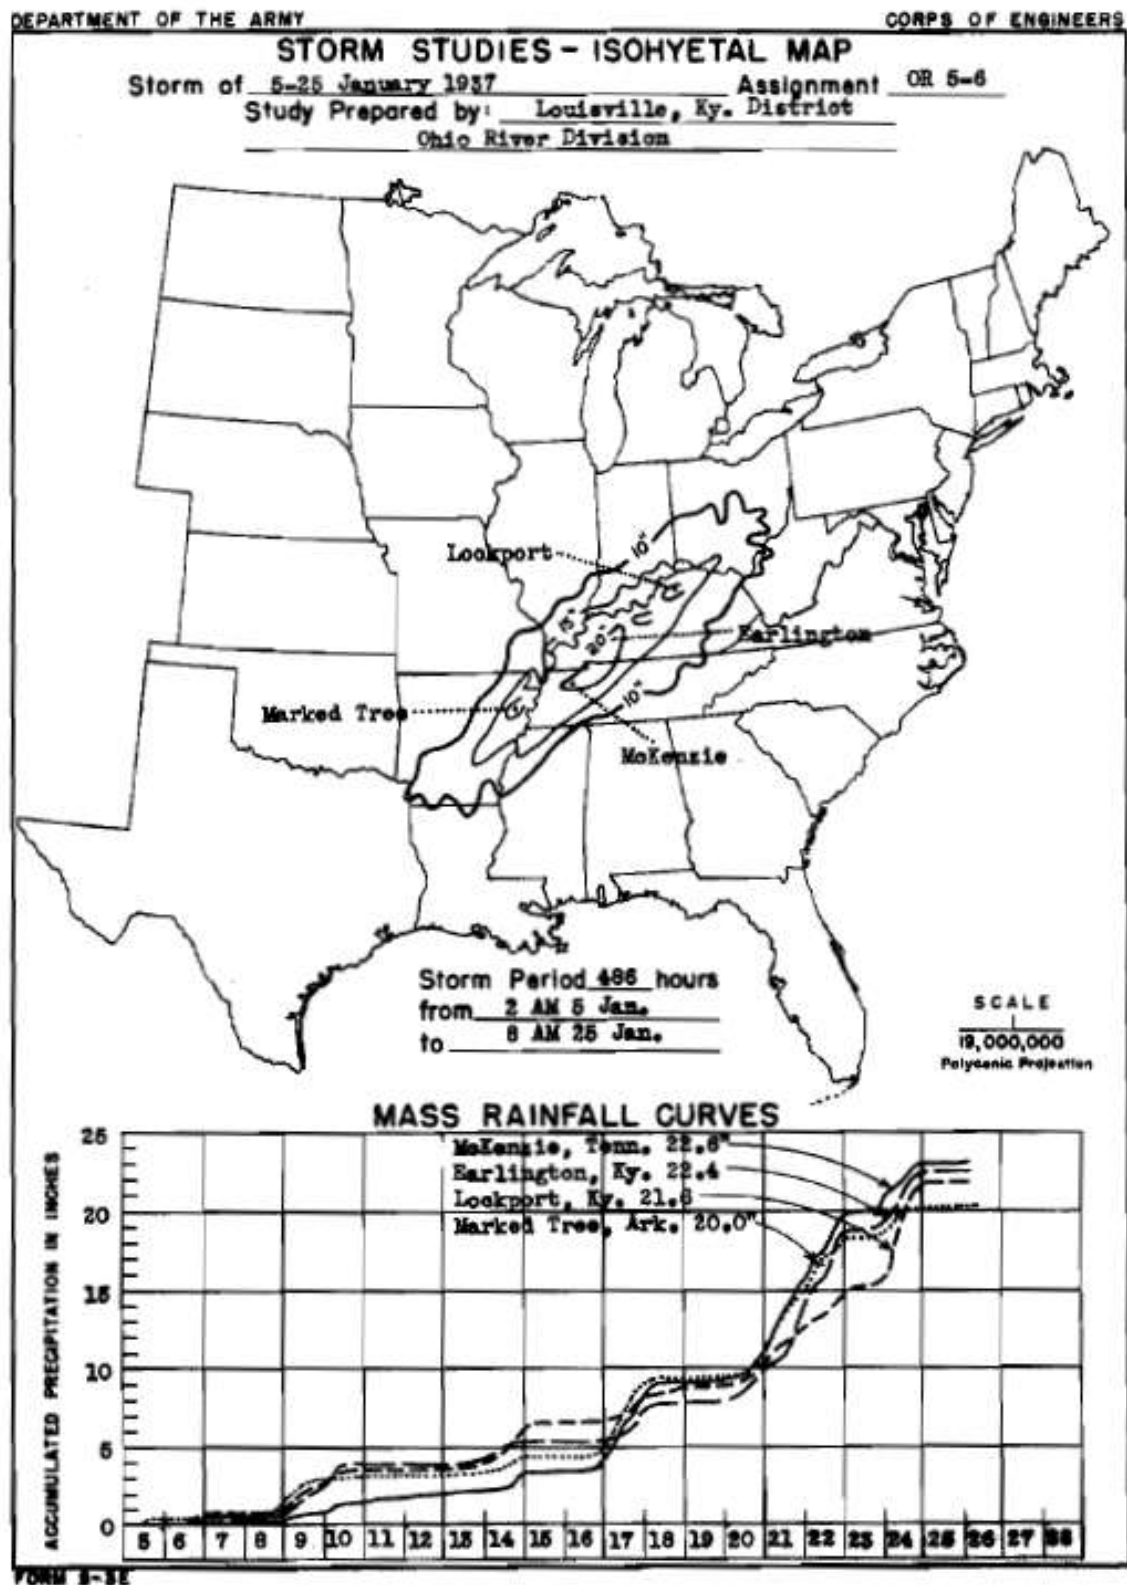 DEPARTMENT OF THE ARMY CORPS OF ENGINEERS
STORM STUDIES - ISOHYETAL MAP
Storm of 5-25 January 1937 Assignment OR 5-6
Study Prepared by: Louisville, Ky. District
Ohio River Division
Lockport
10"
15"
20"
Earlington
Marked Tree
10"
McKenzie
Storm Period 486 hours
from 2 AM 5 Jan.
to 8 AM 25 Jan.
SCALE
1
19,000,000
Polyconic Projection
MASS RAINFALL CURVES
McKenzie, Tenn. 22.6"
Earlington, Ky. 22.4
Lockport, Ky. 21.6
Marked Tree, Ark. 20.0"
ACCUMULATED PRECIPITATION IN INCHES
25
20
15
10
5
0
5 6 7 8 9 10 11 12 13 14 15 16 17 18 19 20 21 22 23 24 25 26 27 28
FORM S-3E